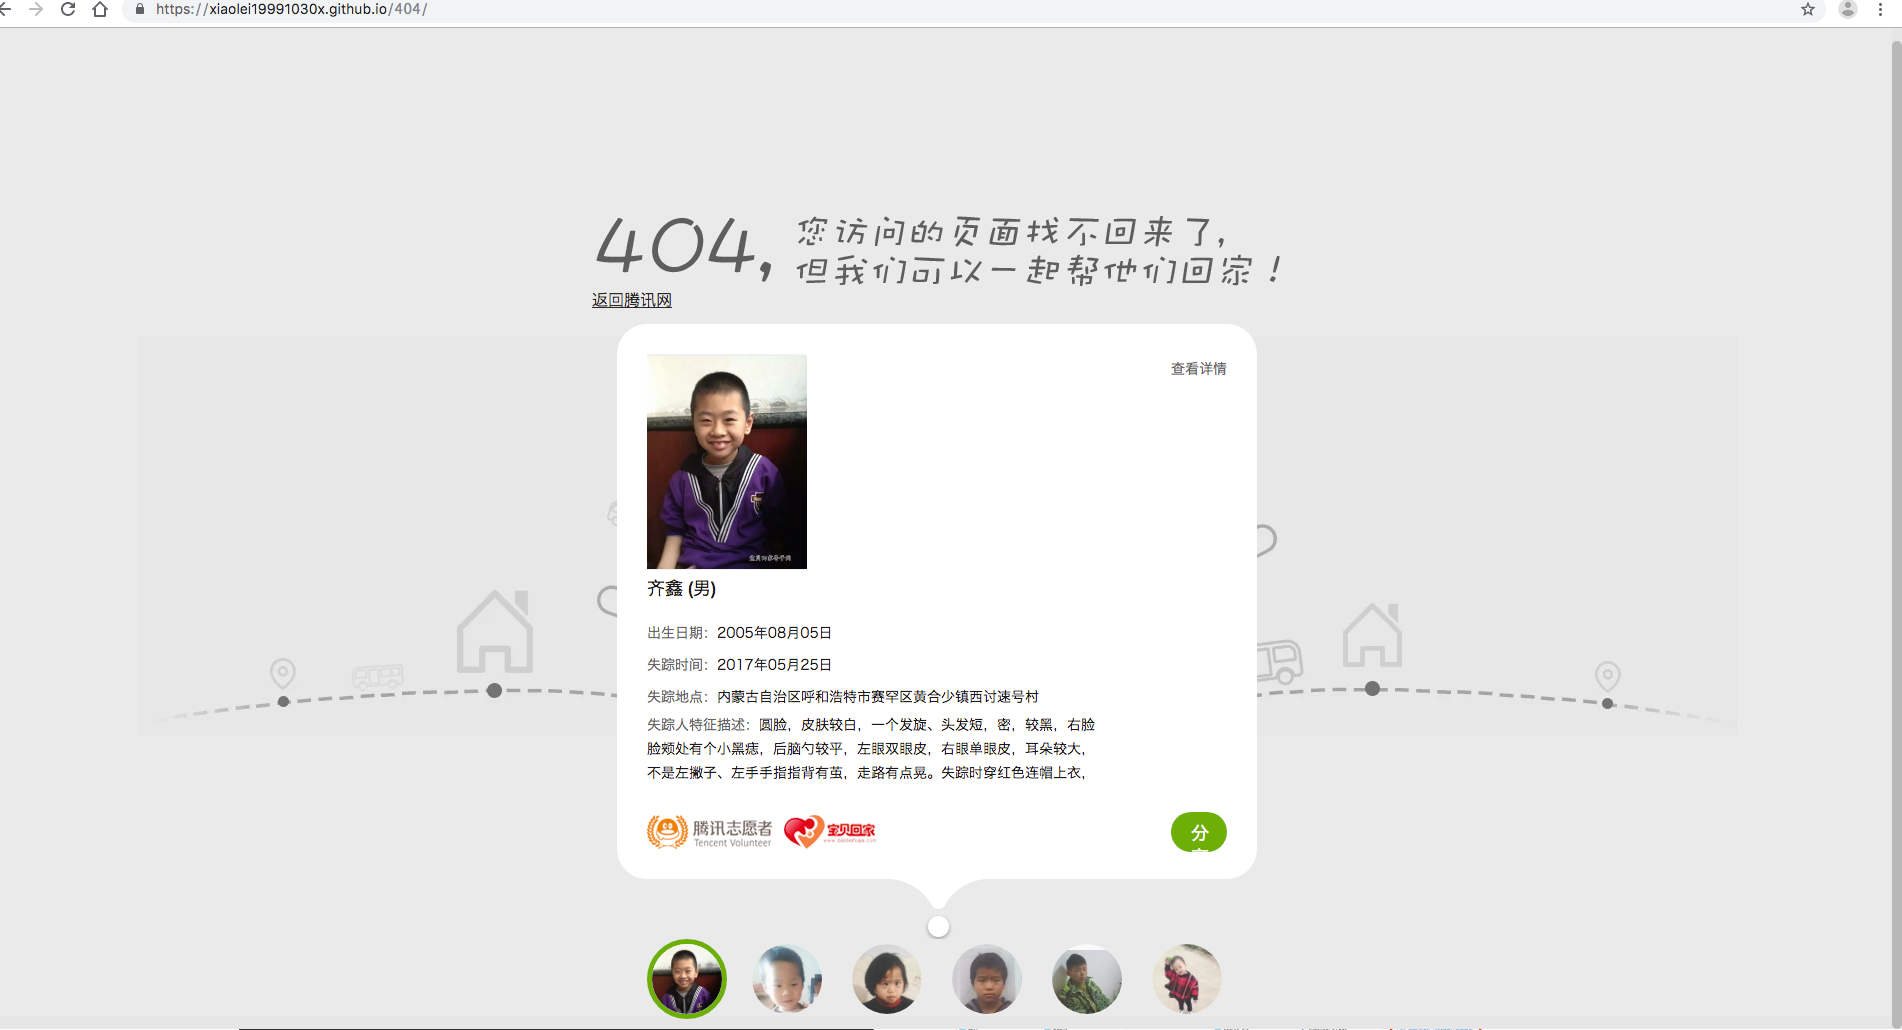 https://xiaolei19991030x.github.io/404/
404,
您访问的页面找不回来了,
但我们可以一起帮他们回家！
返回腾讯网
查看详情
宝贝回家寻子网
齐鑫 (男)
出生日期：2005年08月05日
失踪时间：2017年05月25日
失踪地点：内蒙古自治区呼和浩特市赛罕区黄合少镇西讨速号村
失踪人特征描述：圆脸，皮肤较白，一个发旋、头发短，密，较黑，右脸
脸颊处有个小黑痣，后脑勺较平，左眼双眼皮，右眼单眼皮，耳朵较大，
不是左撇子、左手手指指背有茧，走路有点晃。失踪时穿红色连帽上衣，
腾讯志愿者
Tencent Volunteer
宝贝回家
www.baobeihuijia.com
分